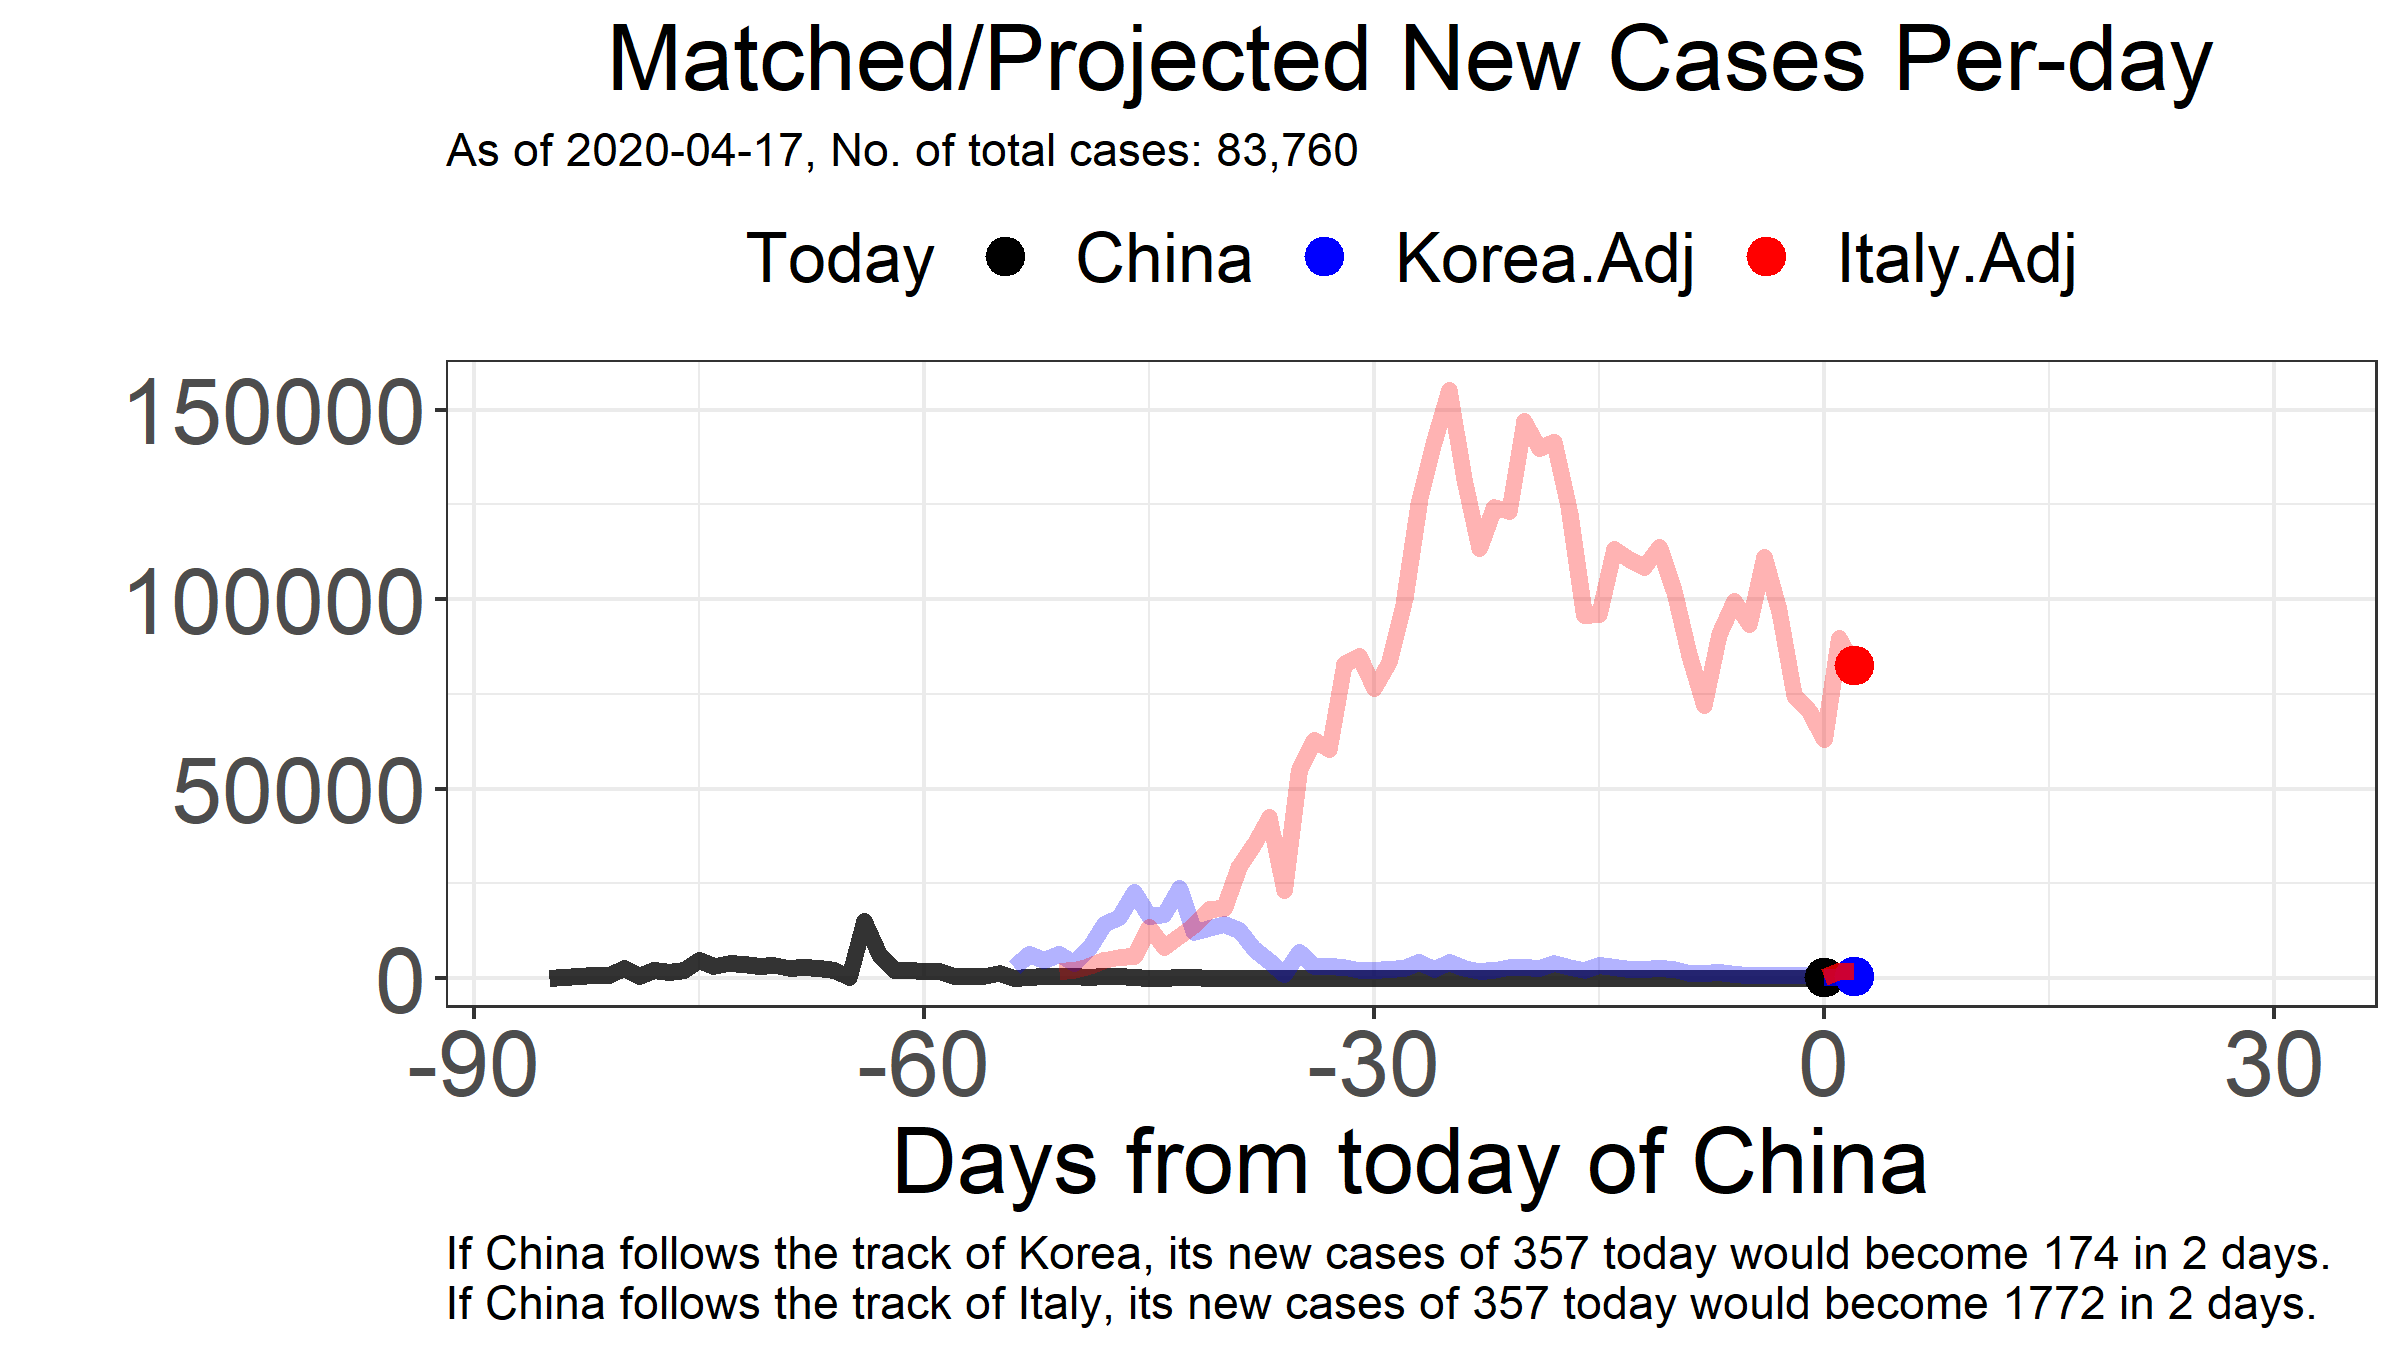 Matched/Projected New Cases Per-day
As of 2020-04-17, No. of total cases: 83,760
Today China Korea.Adj Italy.Adj
150000
100000
50000
0
-90 -60 -30 0 30
Days from today of China
If China follows the track of Korea, its new cases of 357 today would become 174 in 2 days.
If China follows the track of Italy, its new cases of 357 today would become 1772 in 2 days.